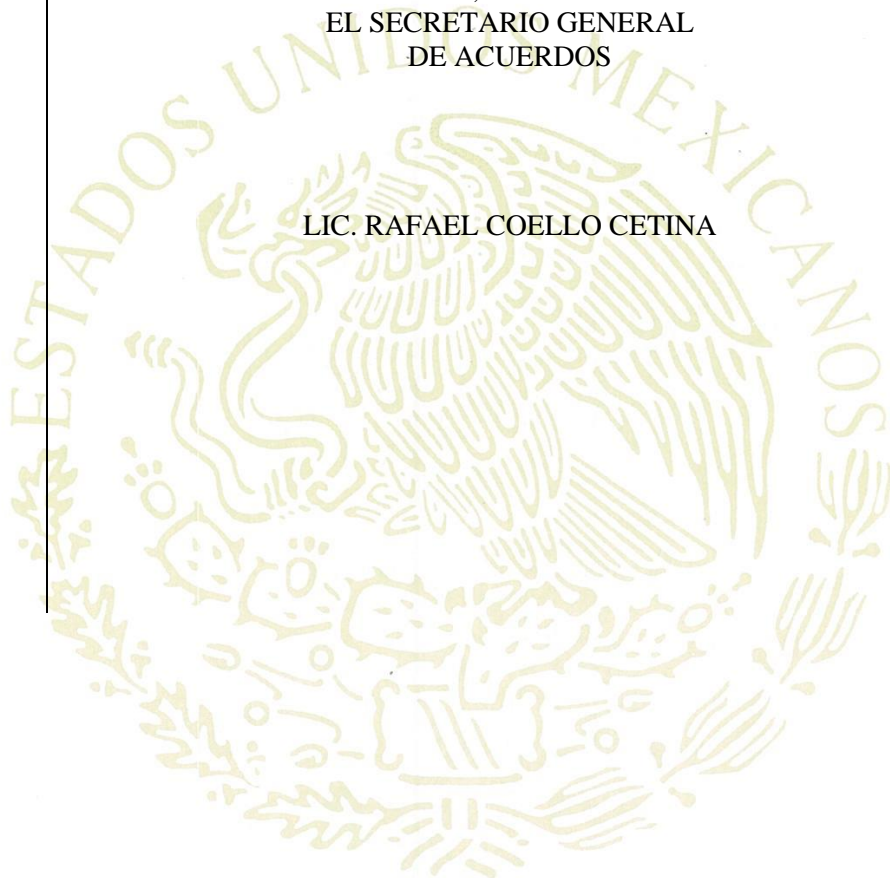 EL SECRETARIO GENERAL
DE ACUERDOS
LIC. RAFAEL COELLO CETINA
ESTADOS UNIDOS MEXICANOS